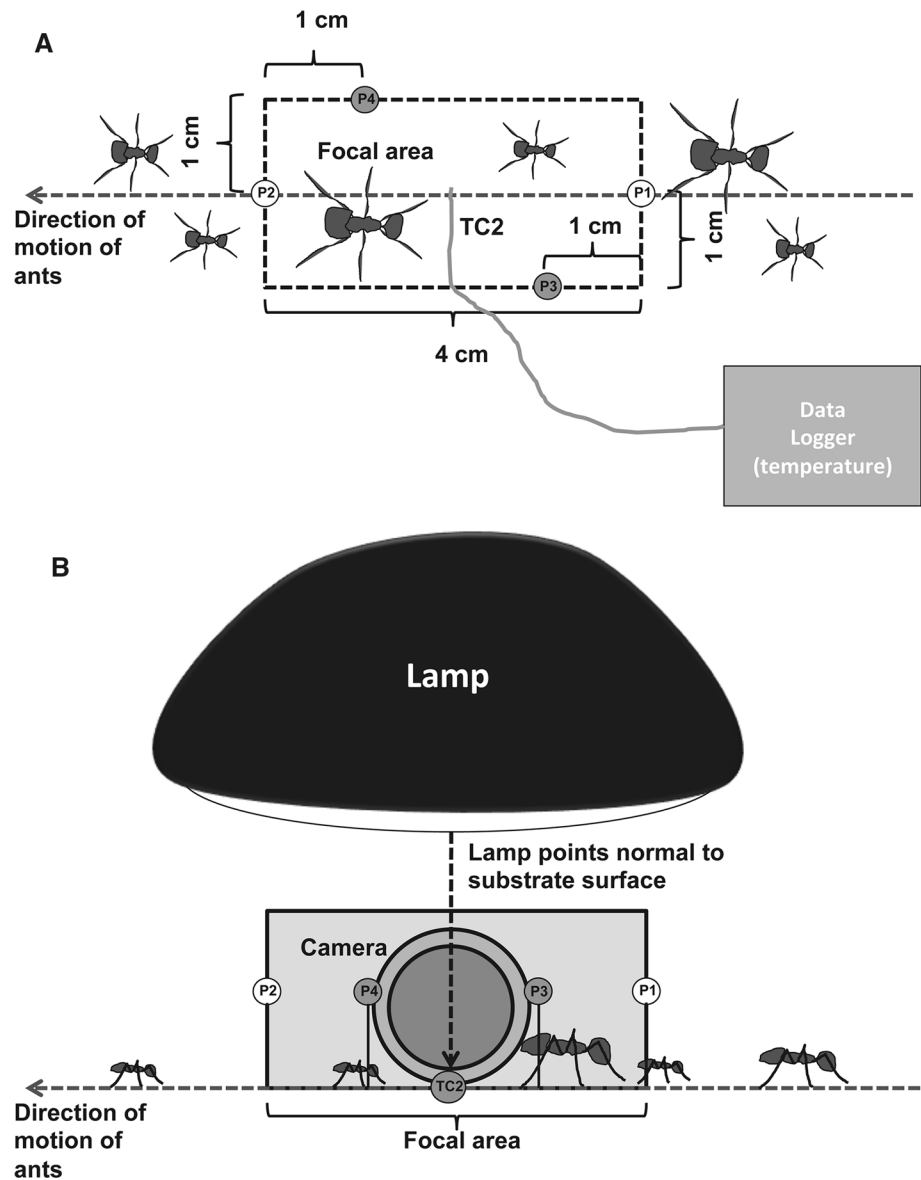 A
1 cm
P4
1 cm
Focal area
P2
P1
Direction of
motion of
ants
TC2
1 cm
1 cm
P3
4 cm
Data
Logger
(temperature)
B
Lamp
Lamp points normal to
substrate surface
Camera
P2
P4
P3
P1
TC2
Direction of
motion of
ants
Focal area